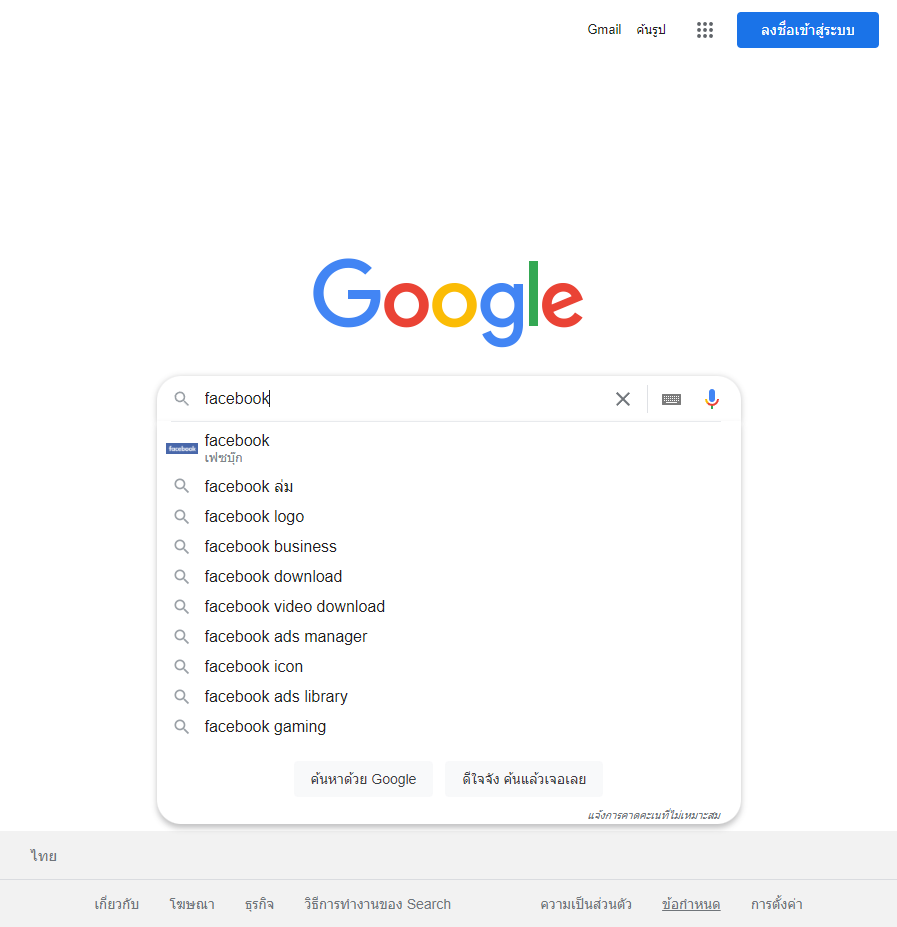 Gmail ค้นรูป ลงชื่อเข้าสู่ระบบ
Google
facebook
facebook facebook
เฟซบุ๊ก
facebook ล่ม
facebook logo
facebook business
facebook download
facebook video download
facebook ads manager
facebook icon
facebook ads library
facebook gaming
ค้นหาด้วย Google ดีใจจัง ค้นแล้วเจอเลย
แจ้งการคาดคะเนที่ไม่เหมาะสม
ไทย
เกี่ยวกับ โฆษณา ธุรกิจ วิธีการทำงานของ Search ความเป็นส่วนตัว ข้อกำหนด การตั้งค่า